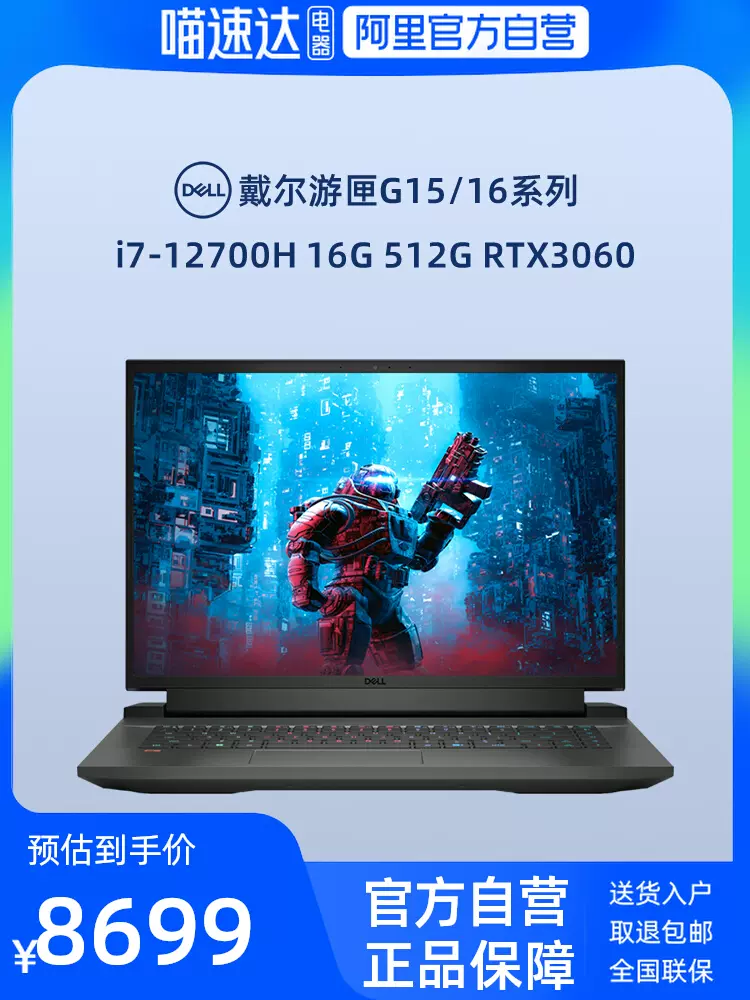 喵速达电器 阿里官方自营
DELL 戴尔游匣G15/16系列
i7-12700H 16G 512G RTX3060
DELL
预估到手价
¥8699
官方自营
正品保障
送货入户
取退包邮
全国联保